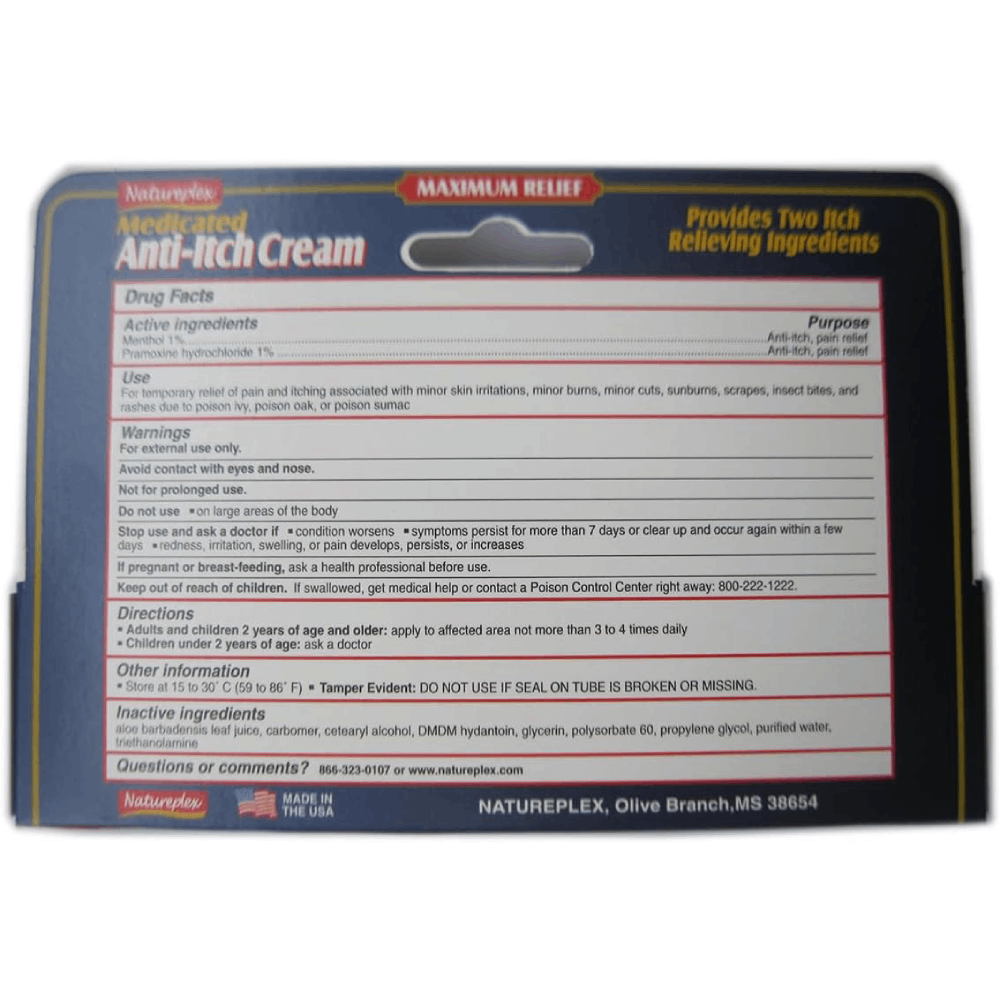 Natureplex
MAXIMUM RELIEF
Medicated
Anti-Itch Cream
Provides Two Itch
Relieving Ingredients
Drug Facts
Active ingredients Purpose
Menthol 1%..........Anti-itch, pain relief
Pramoxine hydrochloride 1%..........Anti-itch, pain relief
Use
For temporary relief of pain and itching associated with minor skin irritations, minor burns, minor cuts, sunburns, scrapes, insect bites, and
rashes due to poison ivy, poison oak, or poison sumac
Warnings
For external use only.
Avoid contact with eyes and nose.
Not for prolonged use.
Do not use ▪ on large areas of the body
Stop use and ask a doctor if ▪ condition worsens ▪ symptoms persist for more than 7 days or clear up and occur again within a few
days ▪ redness, irritation, swelling, or pain develops, persists, or increases
If pregnant or breast-feeding, ask a health professional before use.
Keep out of reach of children. If swallowed, get medical help or contact a Poison Control Center right away: 800-222-1222.
Directions
▪ Adults and children 2 years of age and older: apply to affected area not more than 3 to 4 times daily
▪ Children under 2 years of age: ask a doctor
Other information
▪ Store at 15 to 30° C (59 to 86° F) ▪ Tamper Evident: DO NOT USE IF SEAL ON TUBE IS BROKEN OR MISSING.
Inactive ingredients
aloe barbadensis leaf juice, carbomer, cetearyl alcohol, DMDM hydantoin, glycerin, polysorbate 60, propylene glycol, purified water,
triethanolamine
Questions or comments? 866-323-0107 or www.natureplex.com
Natureplex
MADE IN
THE USA
NATUREPLEX, Olive Branch,MS 38654